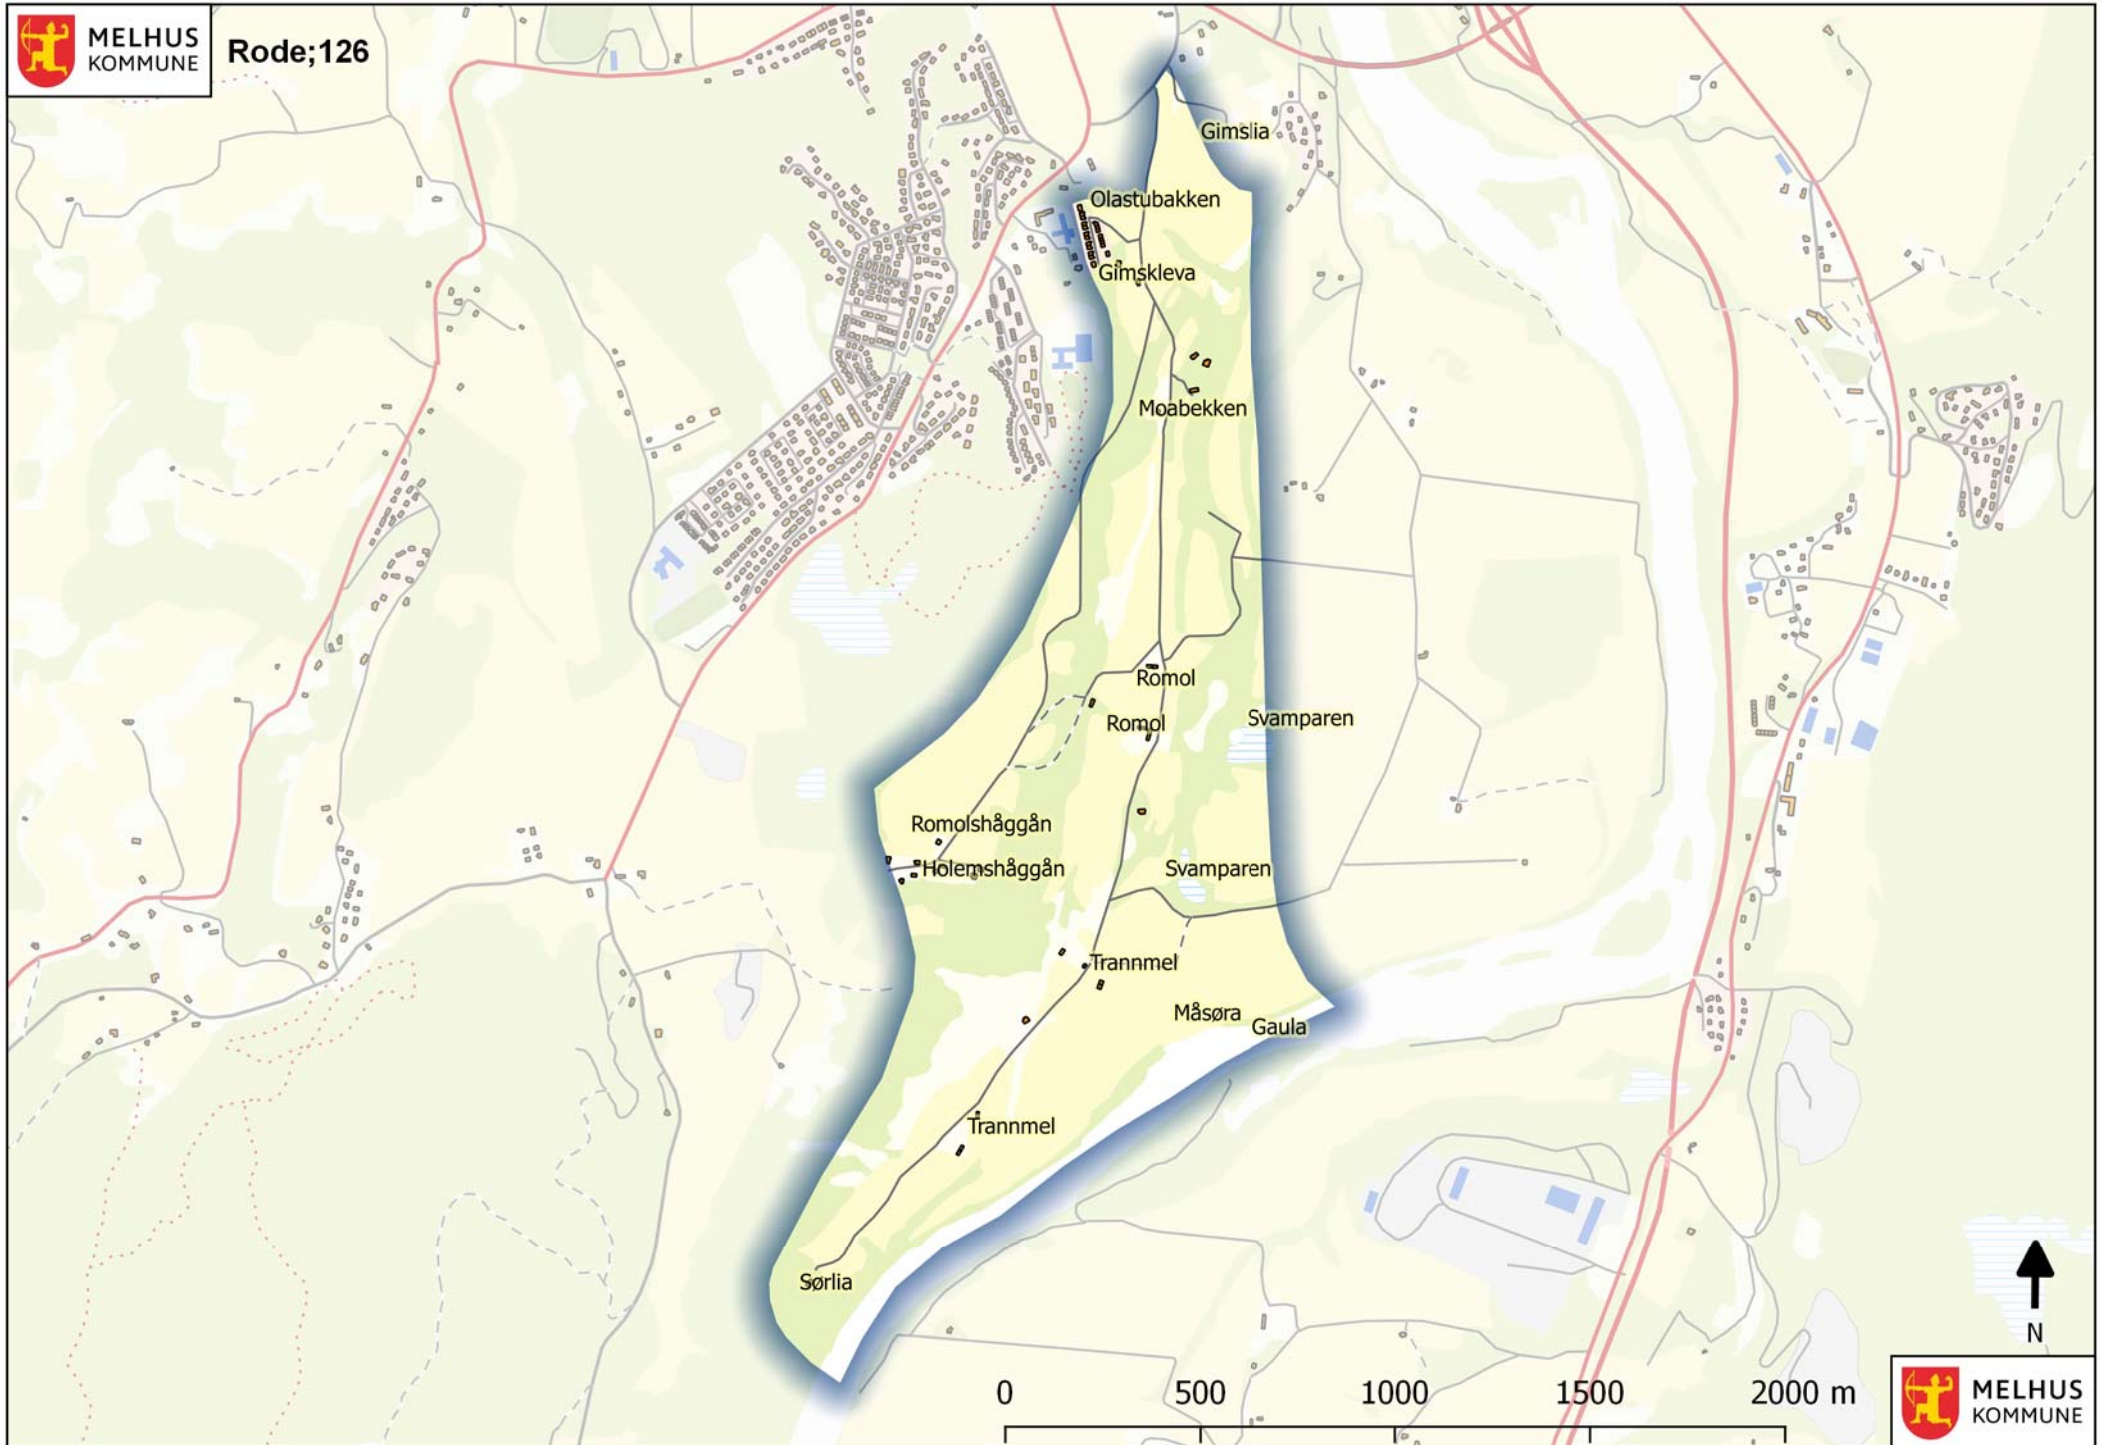 MELHUS
KOMMUNE
Rode;126
Gimslia
Olastubakken
Gimskleva
Moabekken
Romol
Romol
Svamparen
Romolshåggån
Holemshåggån
Svamparen
Trannmel
Måsøra
Gaula
Trannmel
Sørlia
N
0 500 1000 1500 2000 m
MELHUS
KOMMUNE